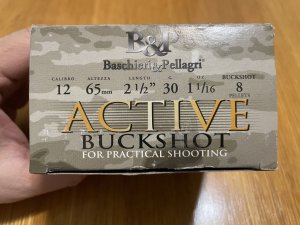 B&P
Baschieri & Pellagri
CALIBRO ALTEZZA LENGTH G OZ. BUCKSHOT
12 65mm 2 1/2" 30 1 1/16 8
PELLETS
ACTIVE
BUCKSHOT
FOR PRACTICAL SHOOTING